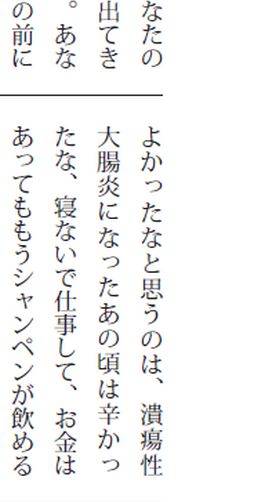 なたの
出てき
。あな
の前に
よかったなと思うのは、潰瘍性
大腸炎になったあの頃は辛かっ
たな、寝ないで仕事して、お金は
あってももうシャンペンが飲める